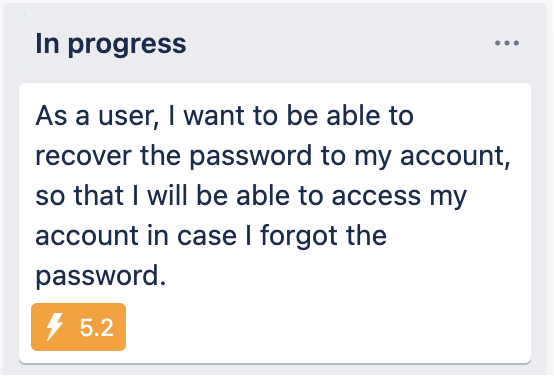 In progress
As a user, I want to be able to
recover the password to my account,
so that I will be able to access my
account in case I forgot the
password.
5.2